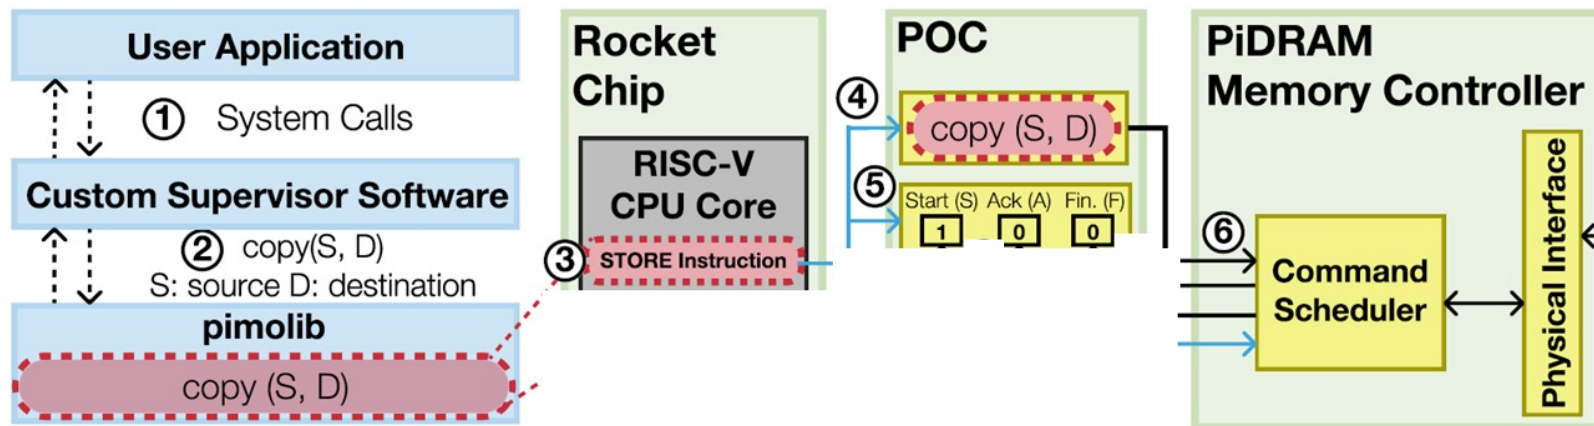 User Application
① System Calls
Custom Supervisor Software
② copy(S, D)
S: source D: destination
pimolib
copy (S, D)
Rocket
Chip
RISC-V
CPU Core
③ STORE Instruction
POC
④ copy (S, D)
⑤ Start (S) Ack (A) Fin. (F)
1 0 0
PiDRAM
Memory Controller
⑥ Command
Scheduler
Physical Interface